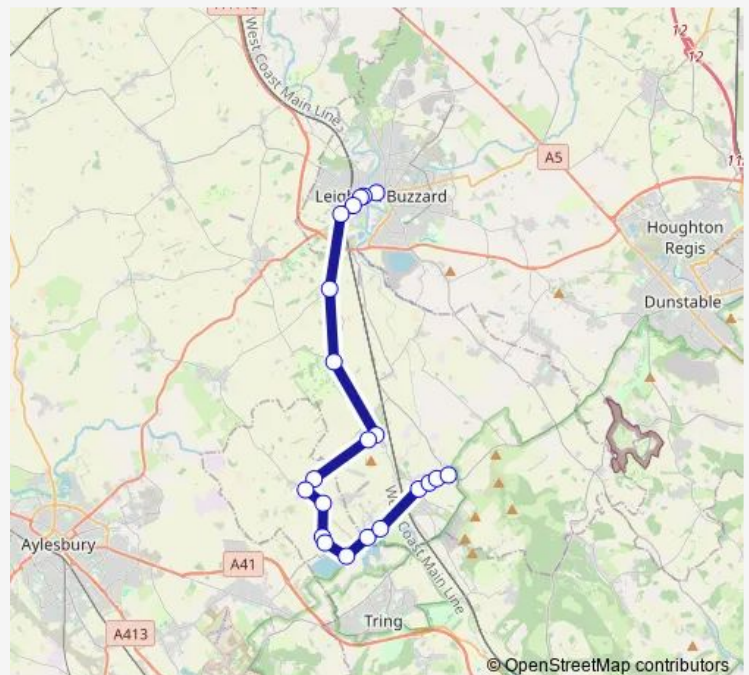 12
12
West Coast Main Line
A5
Leigh
Buzzard
Houghton
Regis
Dunstable
Aylesbury
A41
West Coast Main Line
Tring
A413
© OpenStreetMap contributors